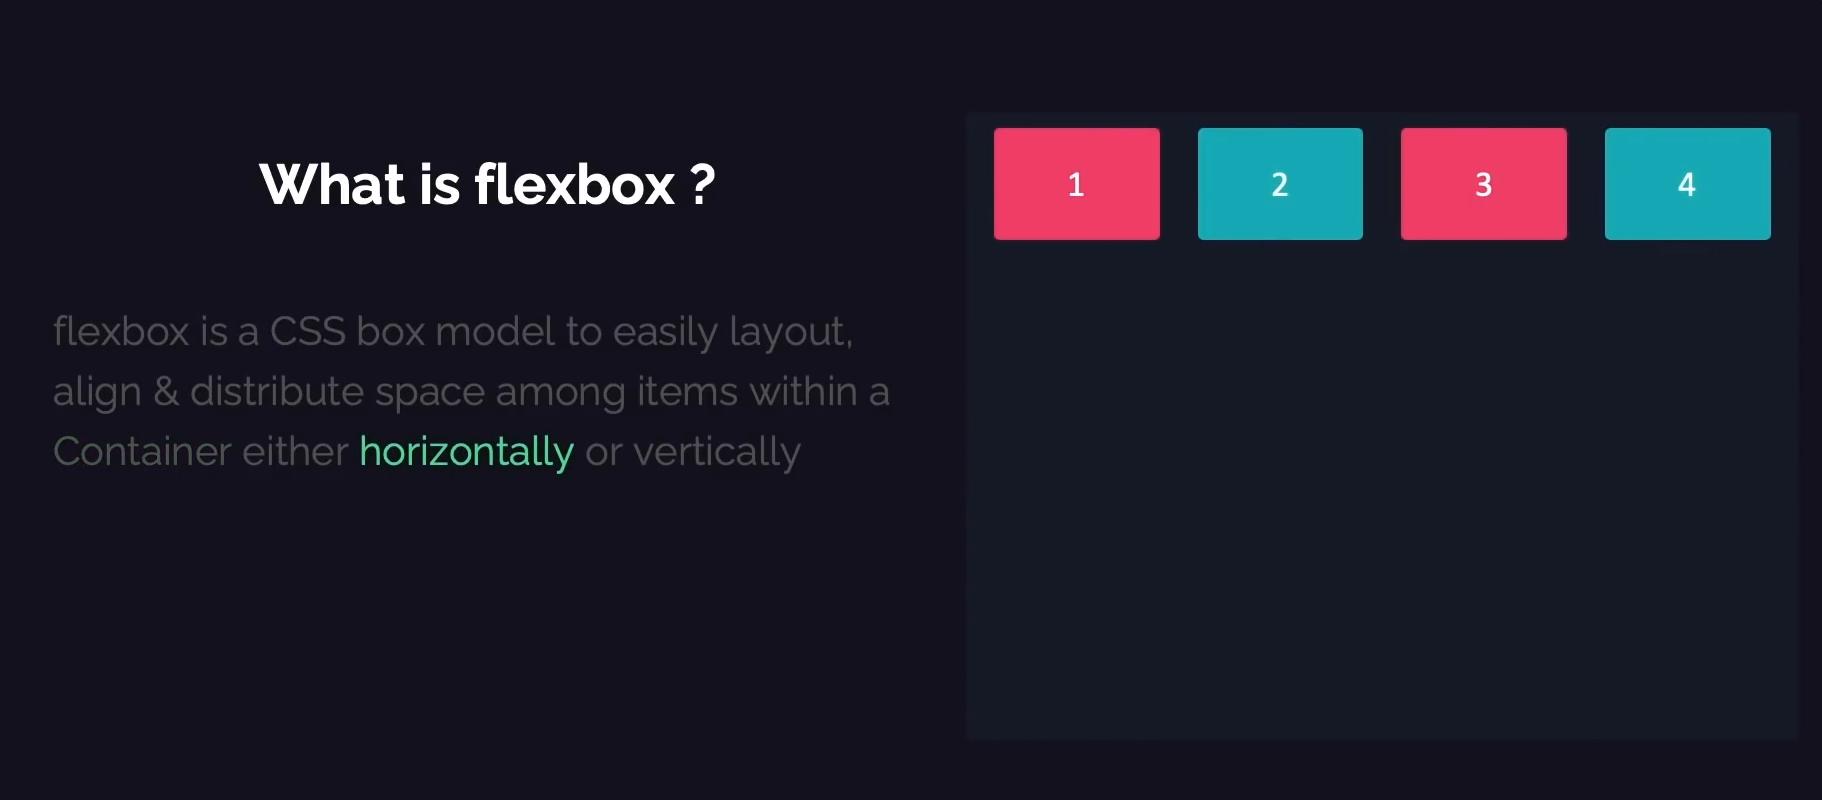 What is flexbox ?
flexbox is a CSS box model to easily layout,
align & distribute space among items within a
Container either horizontally or vertically
1 2 3 4